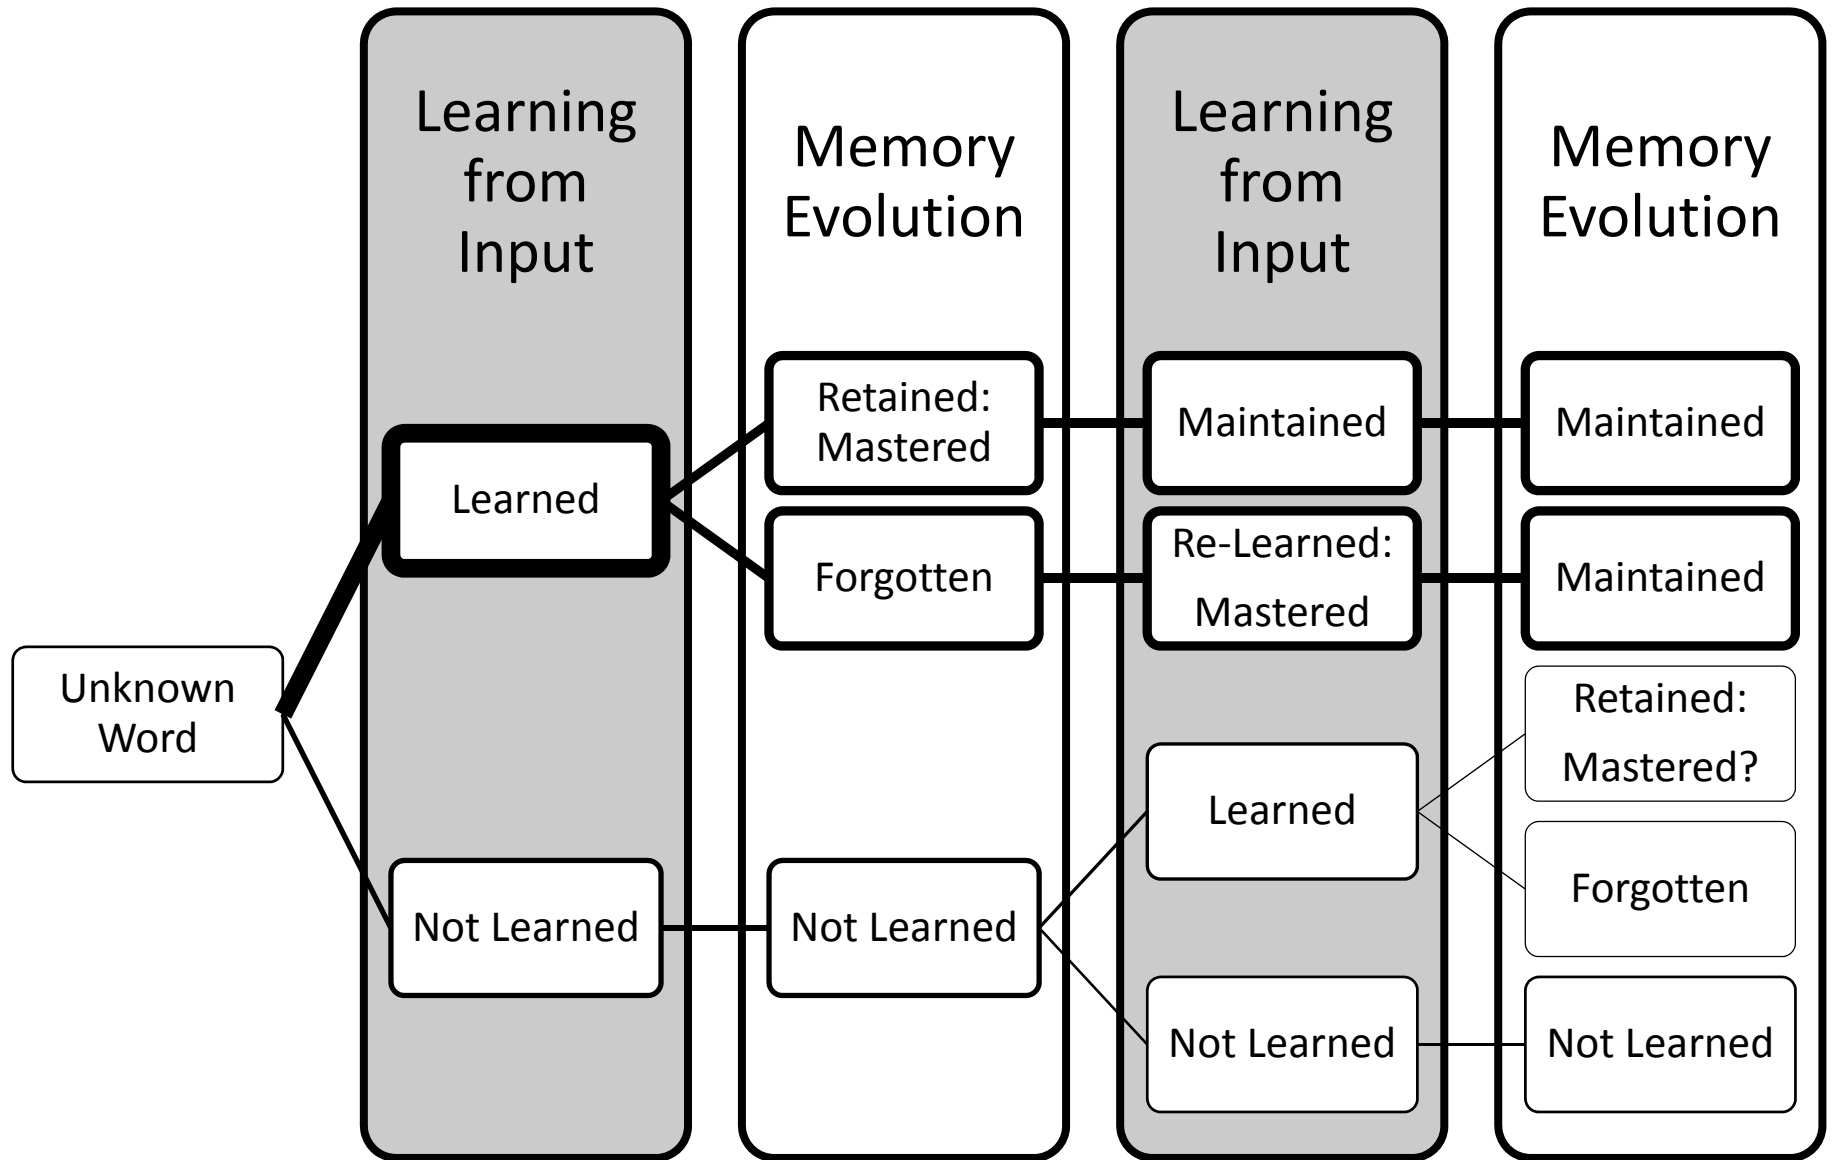 Learning
from
Input
Memory
Evolution
Learning
from
Input
Memory
Evolution
Unknown
Word
Learned
Not Learned
Retained:
Mastered
Forgotten
Not Learned
Maintained
Re-Learned:
Mastered
Learned
Not Learned
Maintained
Maintained
Retained:
Mastered?
Forgotten
Not Learned